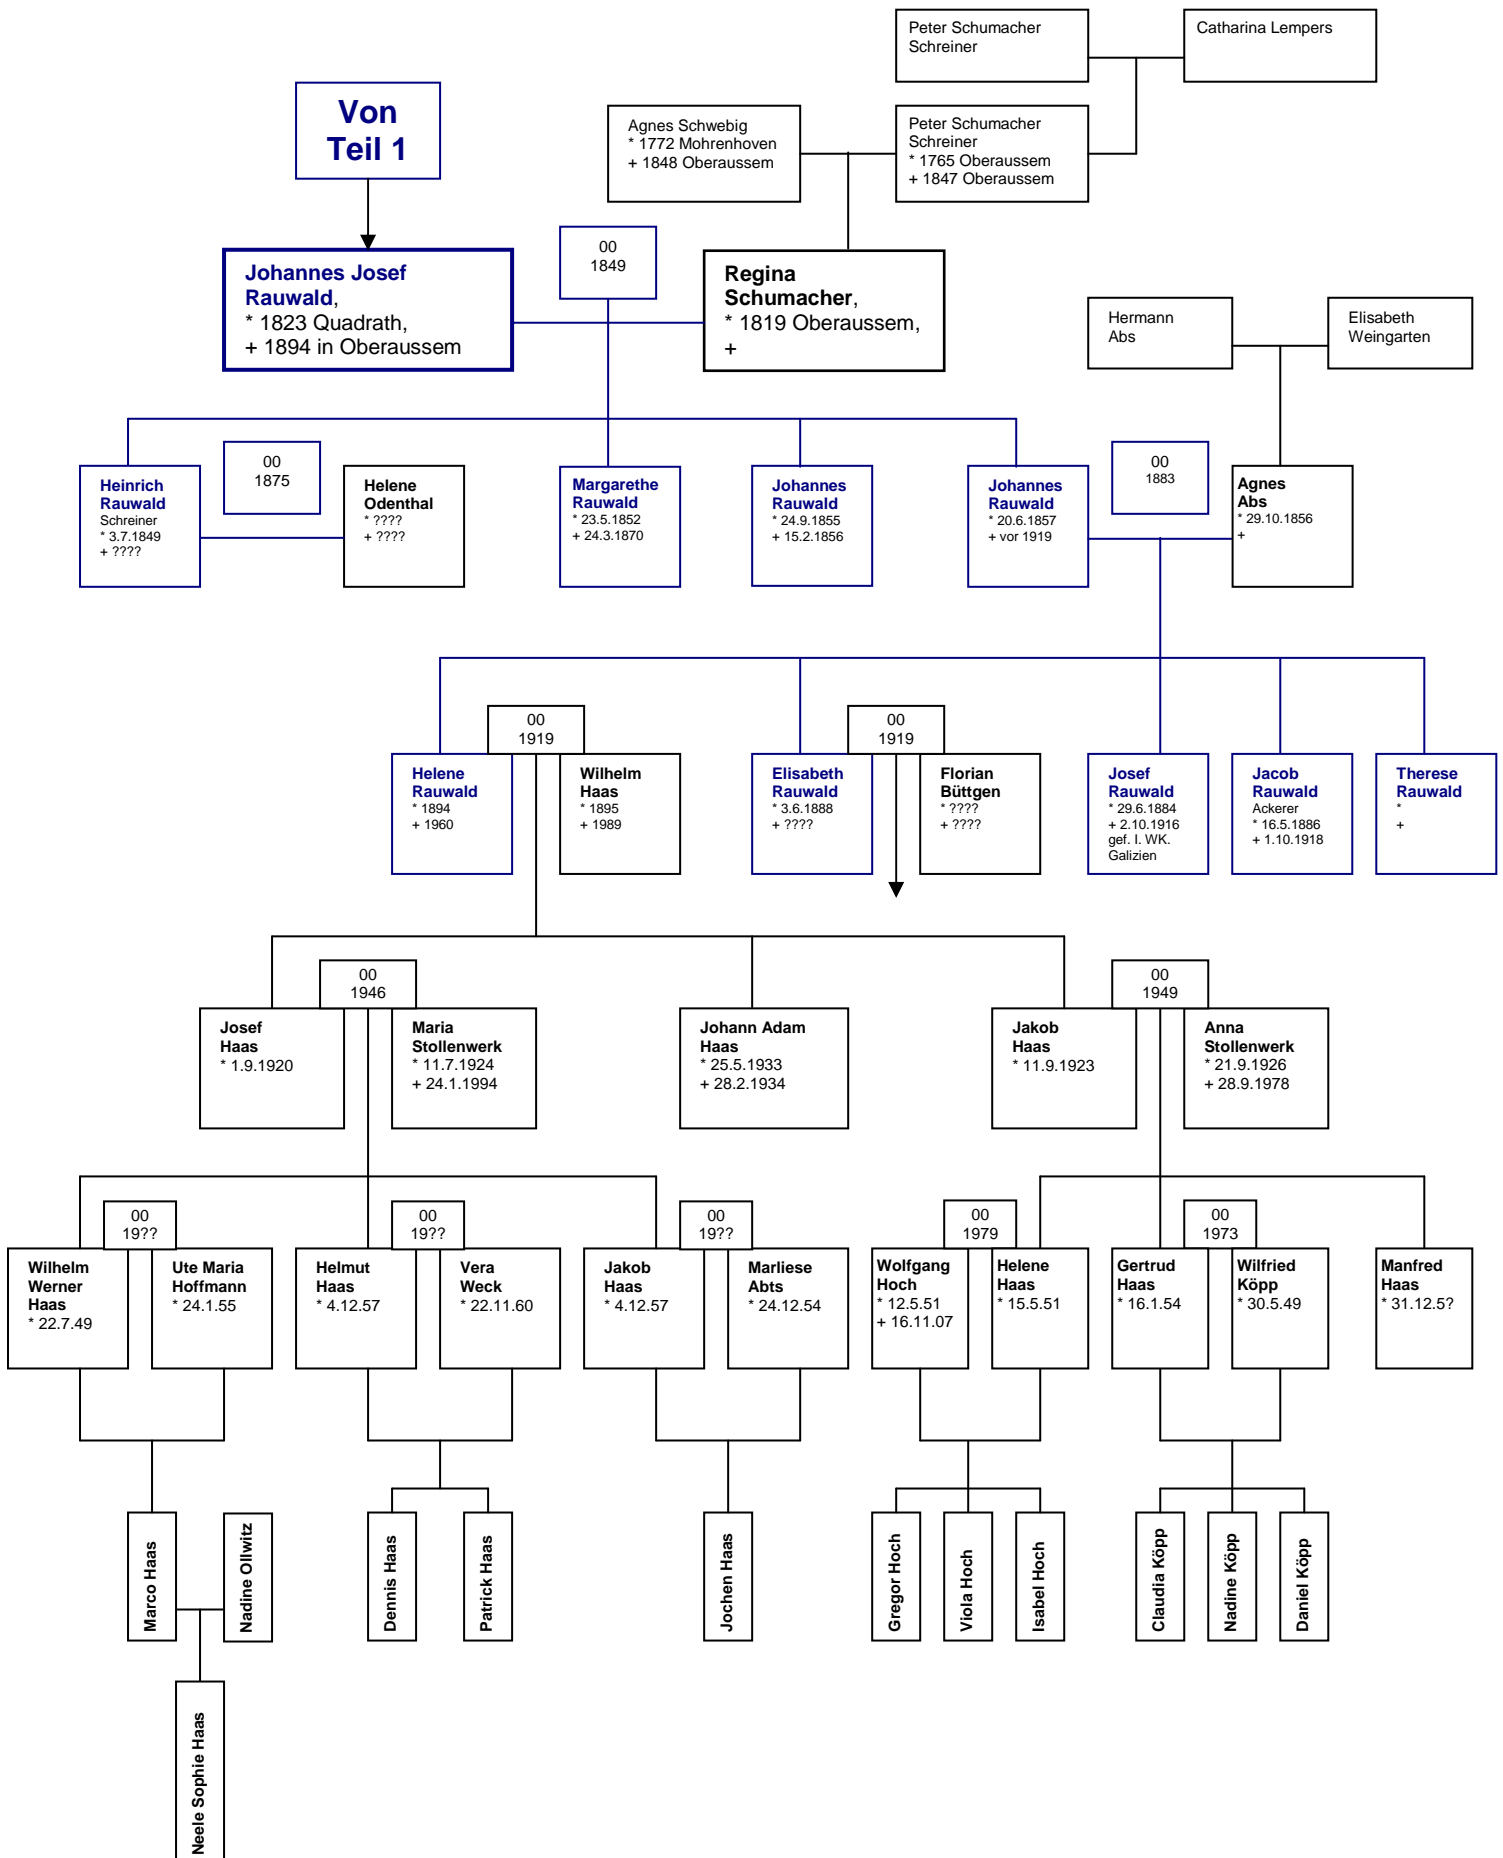 Peter Schumacher
Schreiner
Catharina Lempers
Von
Teil 1
Agnes Schwebig
* 1772 Mohrenhoven
+ 1848 Oberaussem
Peter Schumacher
Schreiner
* 1765 Oberaussem
+ 1847 Oberaussem
Johannes Josef
Rauwald,
* 1823 Quadrath,
+ 1894 in Oberaussem
00
1849
Regina
Schumacher,
* 1819 Oberaussem,
+
Hermann
Abs
Elisabeth
Weingarten
Heinrich
Rauwald
Schreiner
* 3.7.1849
+ ????
00
1875
Helene
Odenthal
* ????
+ ????
Margarethe
Rauwald
* 23.5.1852
+ 24.3.1870
Johannes
Rauwald
* 24.9.1855
+ 15.2.1856
Johannes
Rauwald
* 20.6.1857
+ vor 1919
00
1883
Agnes
Abs
* 29.10.1856
+
00
1919
Helene
Rauwald
* 1894
+ 1960
Wilhelm
Haas
* 1895
+ 1989
00
1919
Elisabeth
Rauwald
* 3.6.1888
+ ????
Florian
Büttgen
* ????
+ ????
Josef
Rauwald
* 29.6.1884
+ 2.10.1916
gef. I. WK.
Galizien
Jacob
Rauwald
Ackerer
* 16.5.1886
+ 1.10.1918
Therese
Rauwald
*
+
00
1946
Josef
Haas
* 1.9.1920
Maria
Stollenwerk
* 11.7.1924
+ 24.1.1994
Johann Adam
Haas
* 25.5.1933
+ 28.2.1934
00
1949
Jakob
Haas
* 11.9.1923
Anna
Stollenwerk
* 21.9.1926
+ 28.9.1978
00
19??
Wilhelm
Werner
Haas
* 22.7.49
Ute Maria
Hoffmann
* 24.1.55
00
19??
Helmut
Haas
* 4.12.57
Vera
Weck
* 22.11.60
00
19??
Jakob
Haas
* 4.12.57
Marliese
Abts
* 24.12.54
00
1979
Wolfgang
Hoch
* 12.5.51
+ 16.11.07
Helene
Haas
* 15.5.51
00
1973
Gertrud
Haas
* 16.1.54
Wilfried
Köpp
* 30.5.49
Manfred
Haas
* 31.12.5?
Marco Haas
Nadine Ollwitz
Dennis Haas
Patrick Haas
Jochen Haas
Gregor Hoch
Viola Hoch
Isabel Hoch
Claudia Köpp
Nadine Köpp
Daniel Köpp
Neele Sophie Haas